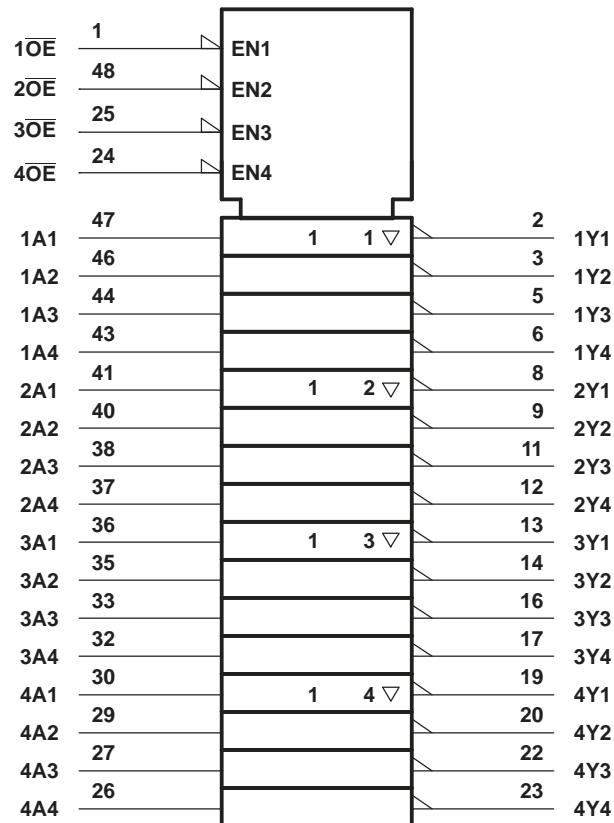 1O̅E̅ 1 EN1
2O̅E̅ 48 EN2
3O̅E̅ 25 EN3
4O̅E̅ 24 EN4
1A1 47 1 1 ▽ 2 1Y1
1A2 46 3 1Y2
1A3 44 5 1Y3
1A4 43 6 1Y4
2A1 41 1 2 ▽ 8 2Y1
2A2 40 9 2Y2
2A3 38 11 2Y3
2A4 37 12 2Y4
3A1 36 1 3 ▽ 13 3Y1
3A2 35 14 3Y2
3A3 33 16 3Y3
3A4 32 17 3Y4
4A1 30 1 4 ▽ 19 4Y1
4A2 29 20 4Y2
4A3 27 22 4Y3
4A4 26 23 4Y4